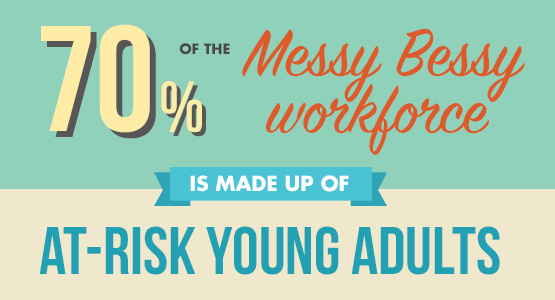 70% OF THE Messy Bessy
workforce
IS MADE UP OF
AT-RISK YOUNG ADULTS